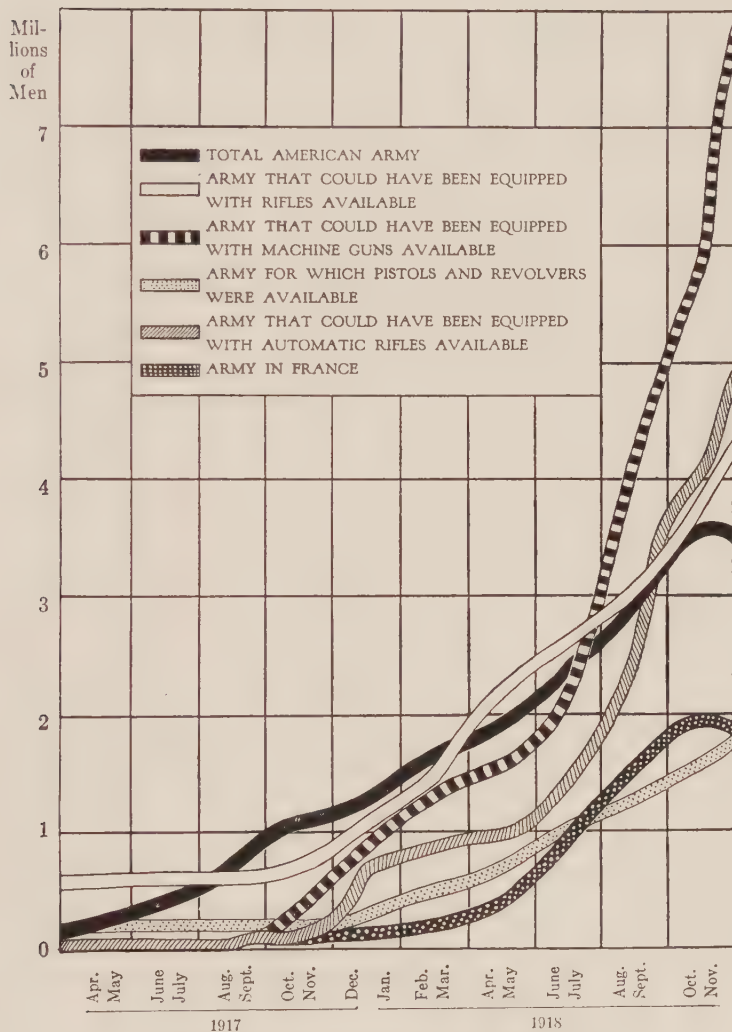 Mil-
lions
of
Men
7
6
5
4
3
2
1
0
TOTAL AMERICAN ARMY
ARMY THAT COULD HAVE BEEN EQUIPPED
WITH RIFLES AVAILABLE
ARMY THAT COULD HAVE BEEN EQUIPPED
WITH MACHINE GUNS AVAILABLE
ARMY FOR WHICH PISTOLS AND REVOLVERS
WERE AVAILABLE
ARMY THAT COULD HAVE BEEN EQUIPPED
WITH AUTOMATIC RIFLES AVAILABLE
ARMY IN FRANCE
Apr.
May
June
July
Aug.
Sept.
Oct.
Nov.
Dec.
Jan.
Feb.
Mar.
Apr.
May
June
July
Aug.
Sept.
Oct.
Nov.
1917
1918